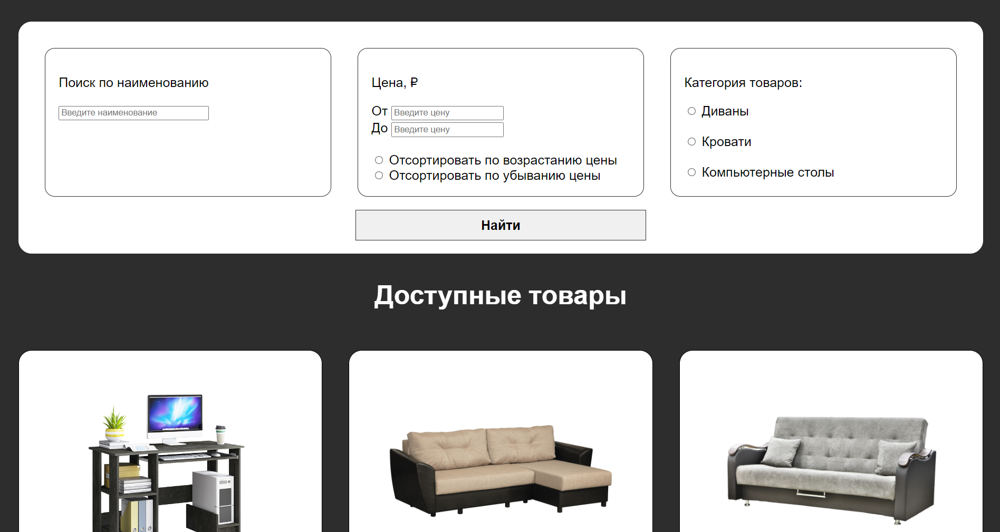 Поиск по наименованию
Введите наименование
Цена, ₽
От Введите цену
До Введите цену
Отсортировать по возрастанию цены
Отсортировать по убыванию цены
Категория товаров:
Диваны
Кровати
Компьютерные столы
Найти
Доступные товары